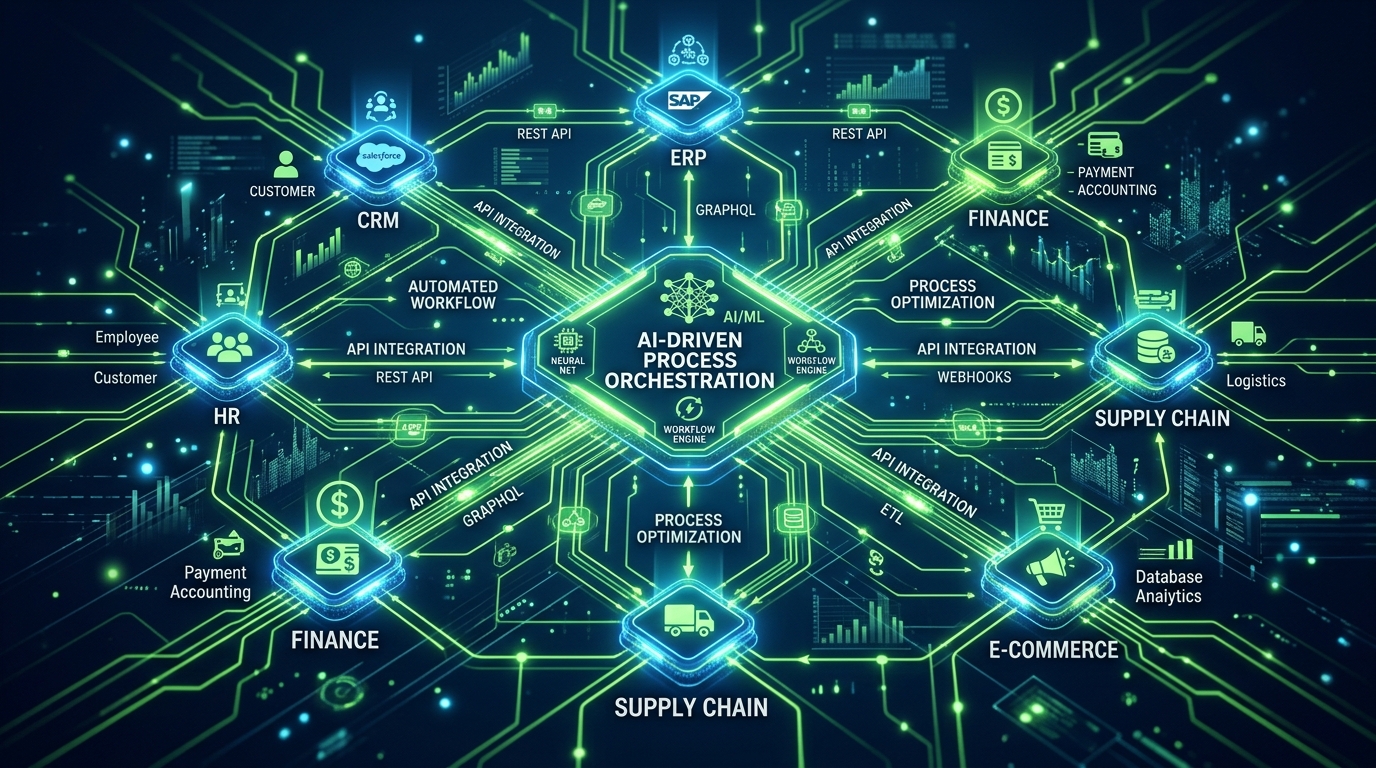 SAP
ERP
REST API
REST API
salesforce
CUSTOMER
CRM
$
$
- PAYMENT
- ACCOUNTING
FINANCE
API INTEGRATION
GRAPHQL
API INTEGRATION
AUTOMATED
WORKFLOW
PROCESS
OPTIMIZATION
AI/ML
AI-DRIVEN
PROCESS
ORCHESTRATION
NEURAL
NET
WORKFLOW
ENGINE
Employee
Customer
HR
API INTEGRATION
REST API
API INTEGRATION
WEBHOOKS
Logistics
SUPPLY CHAIN
API INTEGRATION
GRAPHQL
PROCESS
OPTIMIZATION
API INTEGRATION
ETL
$
$
$
Payment
Accounting
FINANCE
SUPPLY CHAIN
Database
Analytics
E-COMMERCE